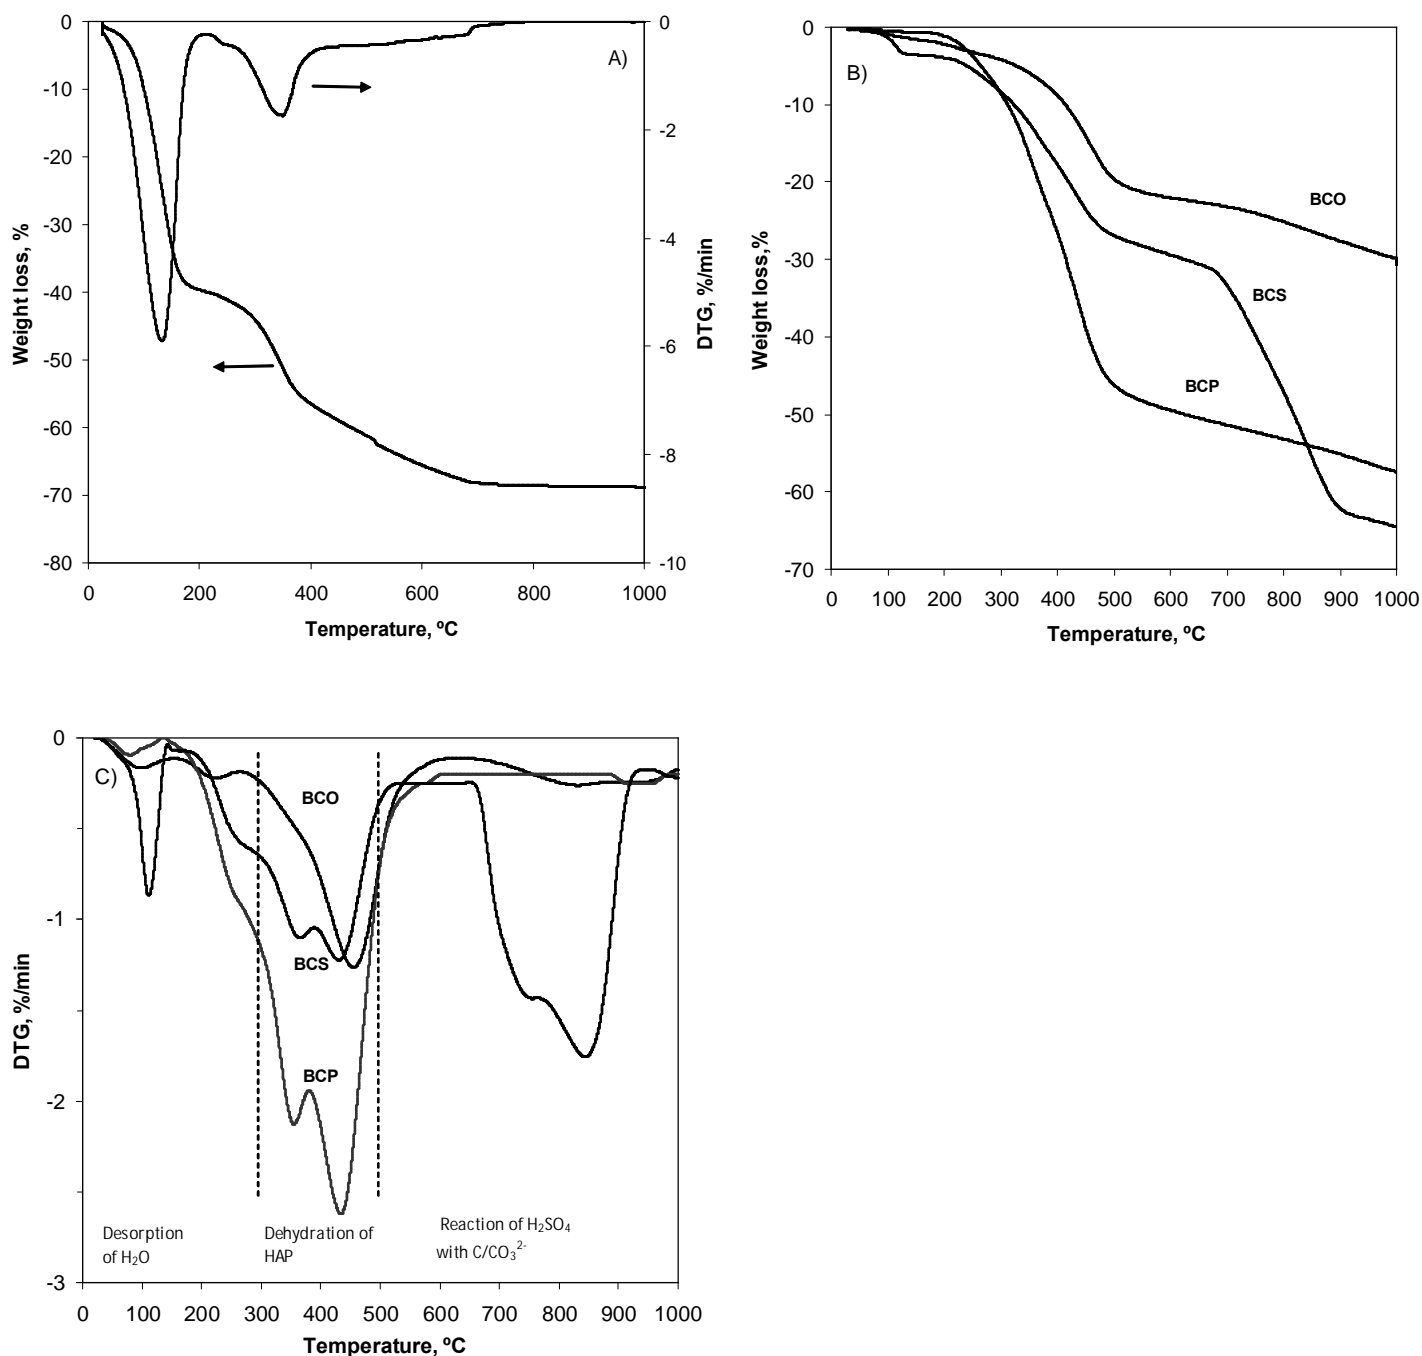 A)
Weight loss, %
0
-10
-20
-30
-40
-50
-60
-70
-80
0
-2
-4
-6
-8
-10
DTG, %/min
0 200 400 600 800 1000
Temperature, ºC
B)
Weight loss,%
0
-10
-20
-30
-40
-50
-60
-70
BCO
BCS
BCP
0 100 200 300 400 500 600 700 800 900 1000
Temperature, ºC
C)
DTG, %/min
0
-1
-2
-3
BCO
BCS
BCP
Desorption
of H₂O
Dehydration of
HAP
Reaction of H₂SO₄
with C/CO₃²⁻
0 100 200 300 400 500 600 700 800 900 1000
Temperature, ºC